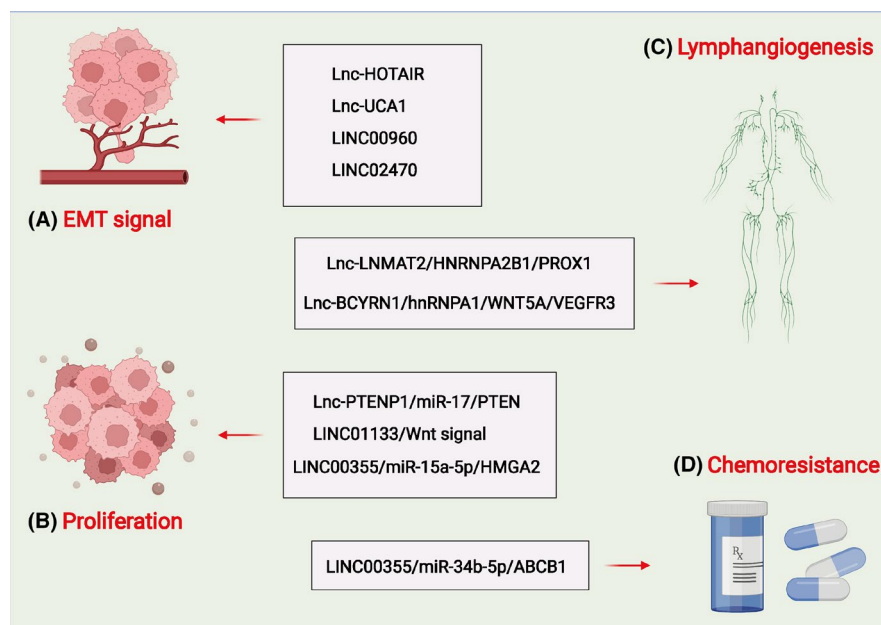 Lnc-HOTAIR
Lnc-UCA1
LINC00960
LINC02470
(A) EMT signal
(C) Lymphangiogenesis
Lnc-LNMAT2/HNRNPA2B1/PROX1
Lnc-BCYRN1/hnRNPA1/WNT5A/VEGFR3
Lnc-PTENP1/miR-17/PTEN
LINC01133/Wnt signal
LINC00355/miR-15a-5p/HMGA2
(B) Proliferation
(D) Chemoresistance
LINC00355/miR-34b-5p/ABCB1
Rx